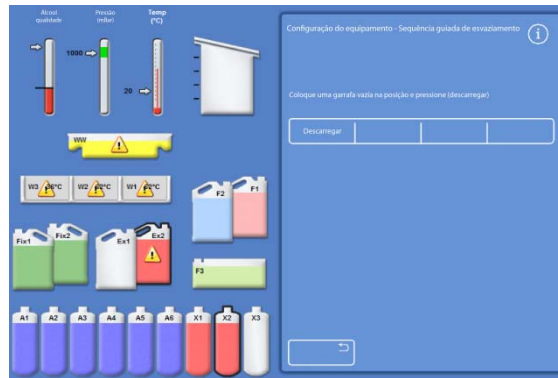 Álcool
qualidade
Pressão
(mBar)
Temp
(°C)
1000
20
WW
W3
W2
W1
F2
F1
Fix1
Fix2
Ex1
Ex2
F3
A1
A2
A3
A4
A5
A6
X1
X2
X3
Configuração do equipamento - Sequência guiada de esvaziamento
i
Coloque uma garrafa vazia na posição e pressione (descarregar)
Descarregar